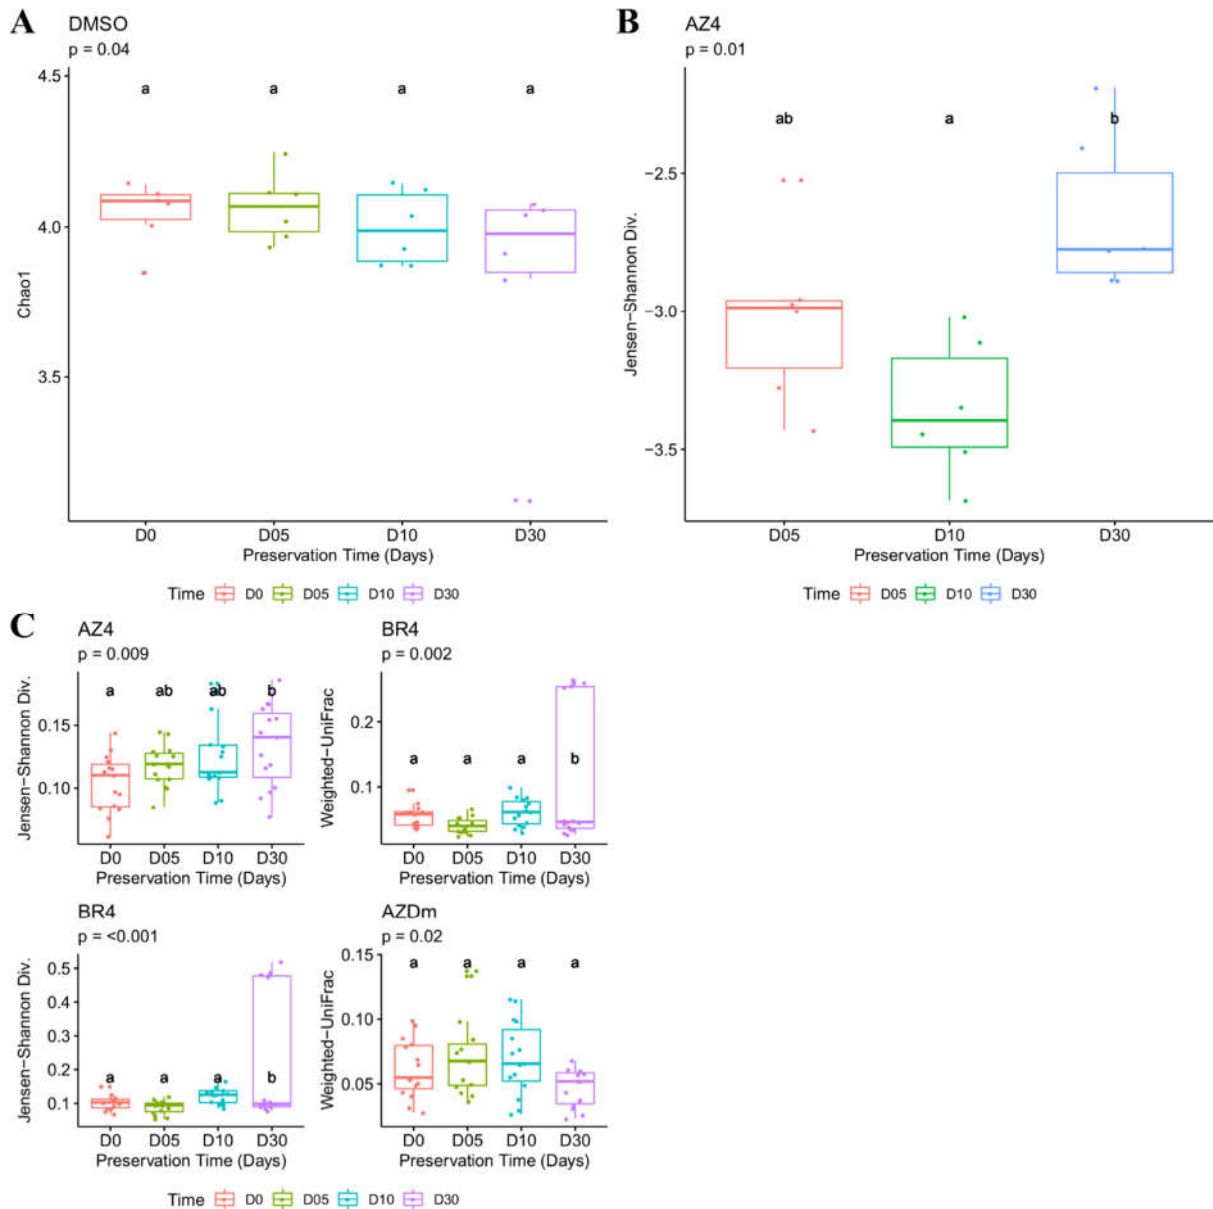 A
DMSO
p = 0.04
4.5
4.0
3.5
Chao1
a a a a
D0 D05 D10 D30
Preservation Time (Days)
Time D0 D05 D10 D30
B
AZ4
p = 0.01
−2.5
−3.0
−3.5
Jensen−Shannon Div.
ab a b
D05 D10 D30
Preservation Time (Days)
Time D05 D10 D30
C
AZ4
p = 0.009
0.15
0.10
Jensen−Shannon Div.
a ab ab b
D0 D05 D10 D30
Preservation Time (Days)
BR4
p = 0.002
0.2
0.1
Weighted−UniFrac
a a a b
D0 D05 D10 D30
Preservation Time (Days)
BR4
p = <0.001
0.5
0.4
0.3
0.2
0.1
Jensen−Shannon Div.
a a a b
D0 D05 D10 D30
Preservation Time (Days)
AZDm
p = 0.02
0.15
0.10
0.05
Weighted−UniFrac
a a a a
D0 D05 D10 D30
Preservation Time (Days)
Time D0 D05 D10 D30